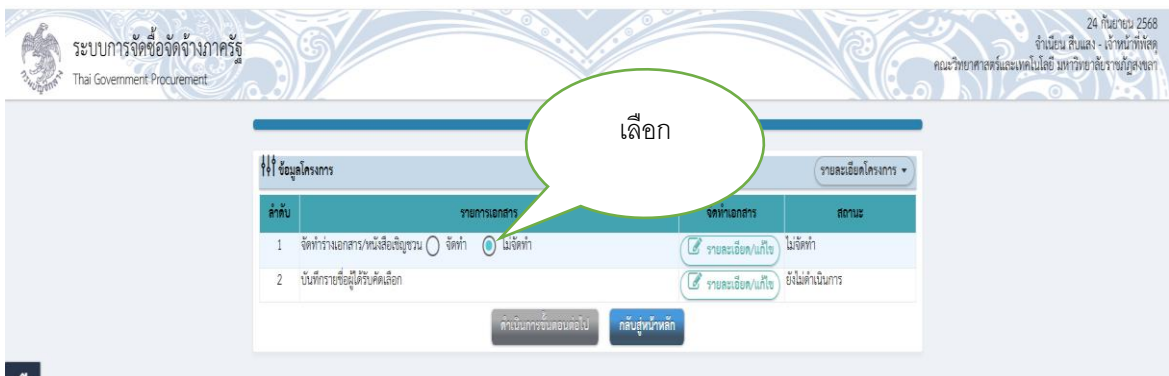 24 กันยายน 2568
ระบบการจัดซื้อจัดจ้างภาครัฐ
จำเนียน สืบแสง - เจ้าหน้าที่พัสดุ
Thai Government Procurement
คณะวิทยาศาสตร์และเทคโนโลยี มหาวิทยาลัยราชภัฏสงขลา
เลือก
ข้อมูลโครงการ รายละเอียดโครงการ
ลำดับ รายการเอกสาร จัดทำเอกสาร สถานะ
1 จัดทำร่างเอกสาร/หนังสือเชิญชวน จัดทำ ไม่จัดทำ รายละเอียด/แก้ไข ไม่จัดทำ
2 บันทึกรายชื่อผู้ได้รับคัดเลือก รายละเอียด/แก้ไข ยังไม่ดำเนินการ
ดำเนินการขั้นตอนต่อไป กลับสู่หน้าหลัก